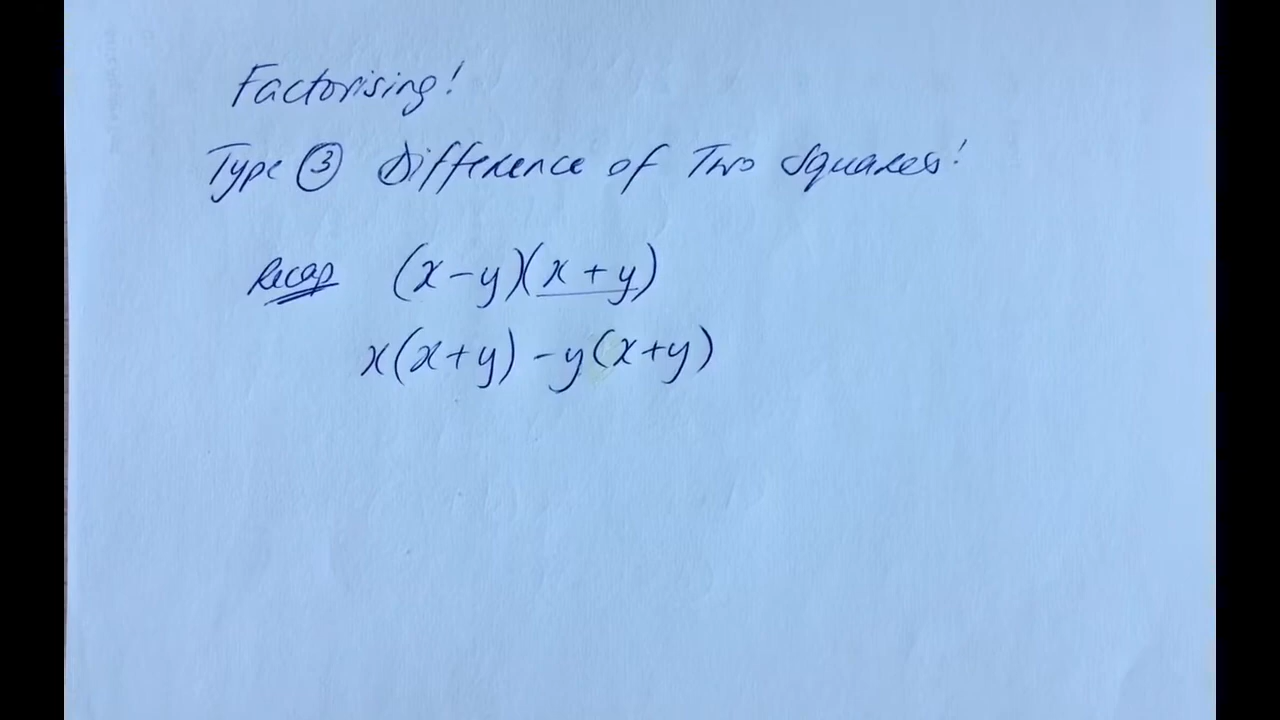 Factorising!
Type ③ Difference of Two Squares!
Recap (x-y)(x+y)
x(x+y) -y(x+y)